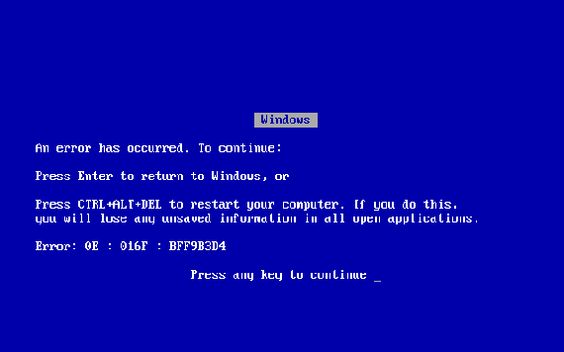 Windows
An error has occurred. To continue:
Press Enter to return to Windows, or
Press CTRL+ALT+DEL to restart your computer. If you do this,
you will lose any unsaved information in all open applications.
Error: 0E : 016F : BFF9B3D4
Press any key to continue _